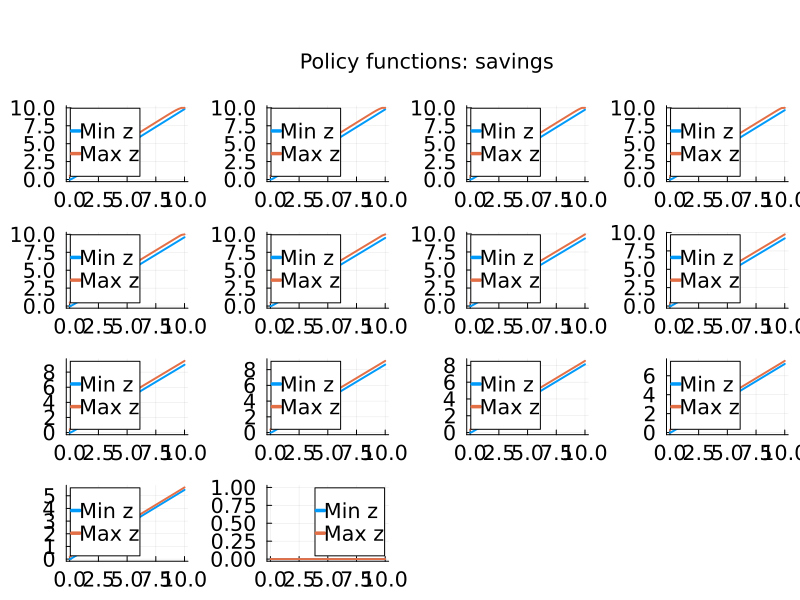 Policy functions: savings
10.0 10.0 10.0 10.0
7.5 Min z 7.5 Min z 7.5 Min z 7.5 Min z
5.0 5.0 5.0 5.0
2.5 Max z 2.5 Max z 2.5 Max z 2.5 Max z
0.0 0.0 0.0 0.0
0.0 2.5 5.0 7.5 10.0 0.0 2.5 5.0 7.5 10.0 0.0 2.5 5.0 7.5 10.0 0.0 2.5 5.0 7.5 10.0
10.0 10.0 10.0 10.0
7.5 Min z 7.5 Min z 7.5 Min z 7.5 Min z
5.0 5.0 5.0 5.0
2.5 Max z 2.5 Max z 2.5 Max z 2.5 Max z
0.0 0.0 0.0 0.0
0.0 2.5 5.0 7.5 10.0 0.0 2.5 5.0 7.5 10.0 0.0 2.5 5.0 7.5 10.0 0.0 2.5 5.0 7.5 10.0
8 8 8 6
6 Min z 6 Min z 6 Min z Min z
4 4 4 4
2 Max z 2 Max z 2 Max z 2 Max z
0 0 0 0
0.0 2.5 5.0 7.5 10.0 0.0 2.5 5.0 7.5 10.0 0.0 2.5 5.0 7.5 10.0 0.0 2.5 5.0 7.5 10.0
5 1.00
4 Min z 0.75 Min z
3 0.50
2 Max z 0.25 Max z
1
0 0.00
0.0 2.5 5.0 7.5 10.0 0.0 2.5 5.0 7.5 10.0